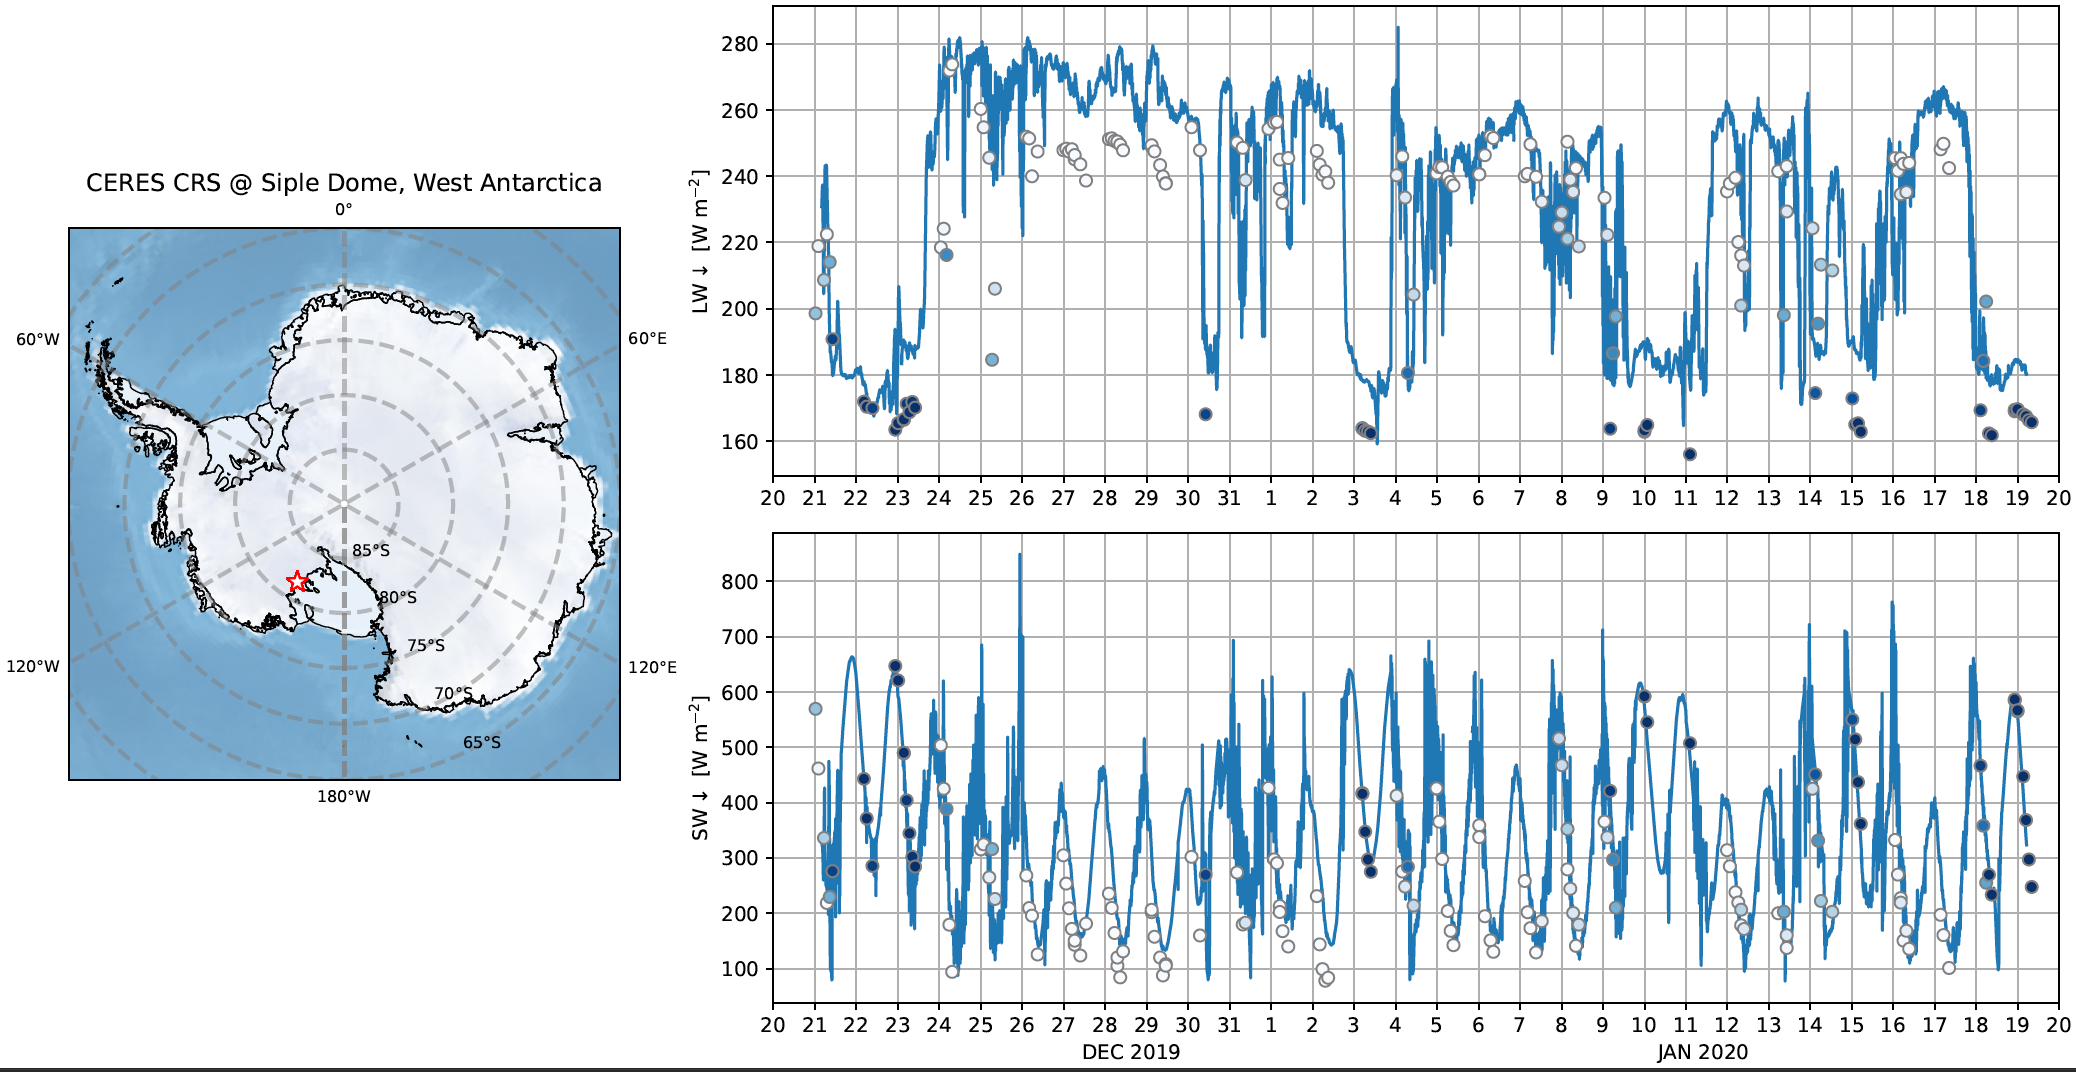 CERES CRS @ Siple Dome, West Antarctica
0°
60°W
60°E
85°S
80°S
75°S
120°W
120°E
70°S
65°S
180°W
LW ↓ [W m⁻²]
280
260
240
220
200
180
160
20 21 22 23 24 25 26 27 28 29 30 31 1 2 3 4 5 6 7 8 9 10 11 12 13 14 15 16 17 18 19 20
SW ↓ [W m⁻²]
800
700
600
500
400
300
200
100
20 21 22 23 24 25 26 27 28 29 30 31 1 2 3 4 5 6 7 8 9 10 11 12 13 14 15 16 17 18 19 20
DEC 2019 JAN 2020